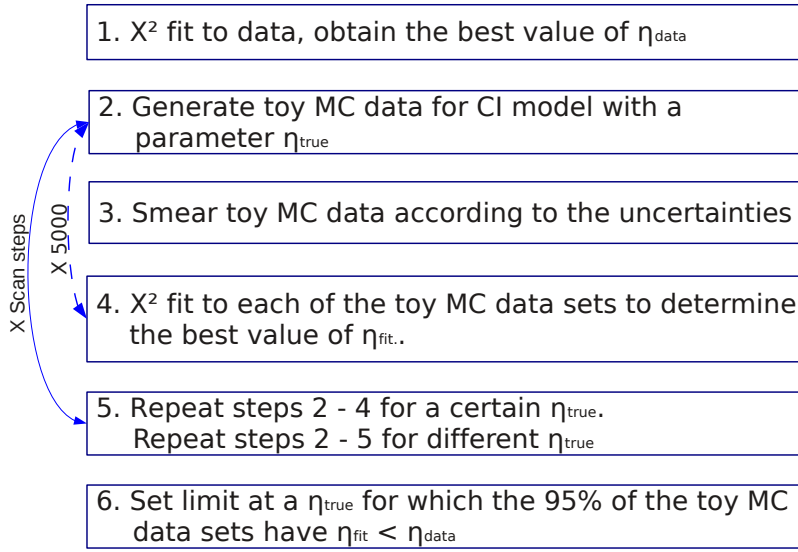 1. X² fit to data, obtain the best value of ηdata
2. Generate toy MC data for CI model with a
parameter ηtrue
3. Smear toy MC data according to the uncertainties
4. X² fit to each of the toy MC data sets to determine
the best value of ηfit..
5. Repeat steps 2 - 4 for a certain ηtrue.
Repeat steps 2 - 5 for different ηtrue
6. Set limit at a ηtrue for which the 95% of the toy MC
data sets have ηfit < ηdata
X Scan steps
X 5000